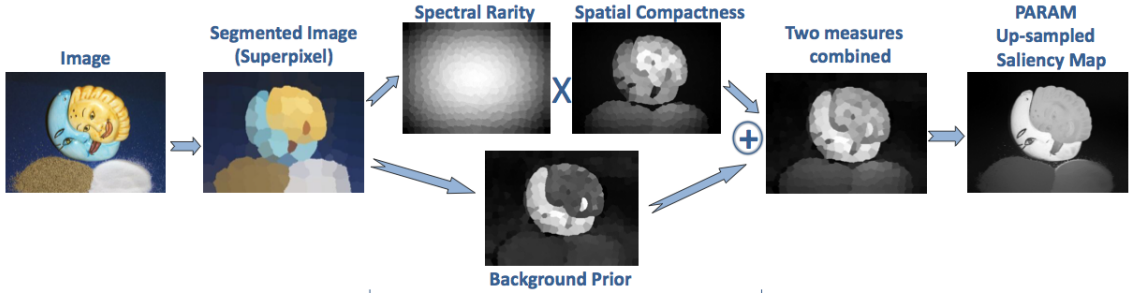 Image
Segmented Image
(Superpixel)
Spectral Rarity
X
Spatial Compactness
+
Background Prior
Two measures
combined
PARAM
Up-sampled
Saliency Map